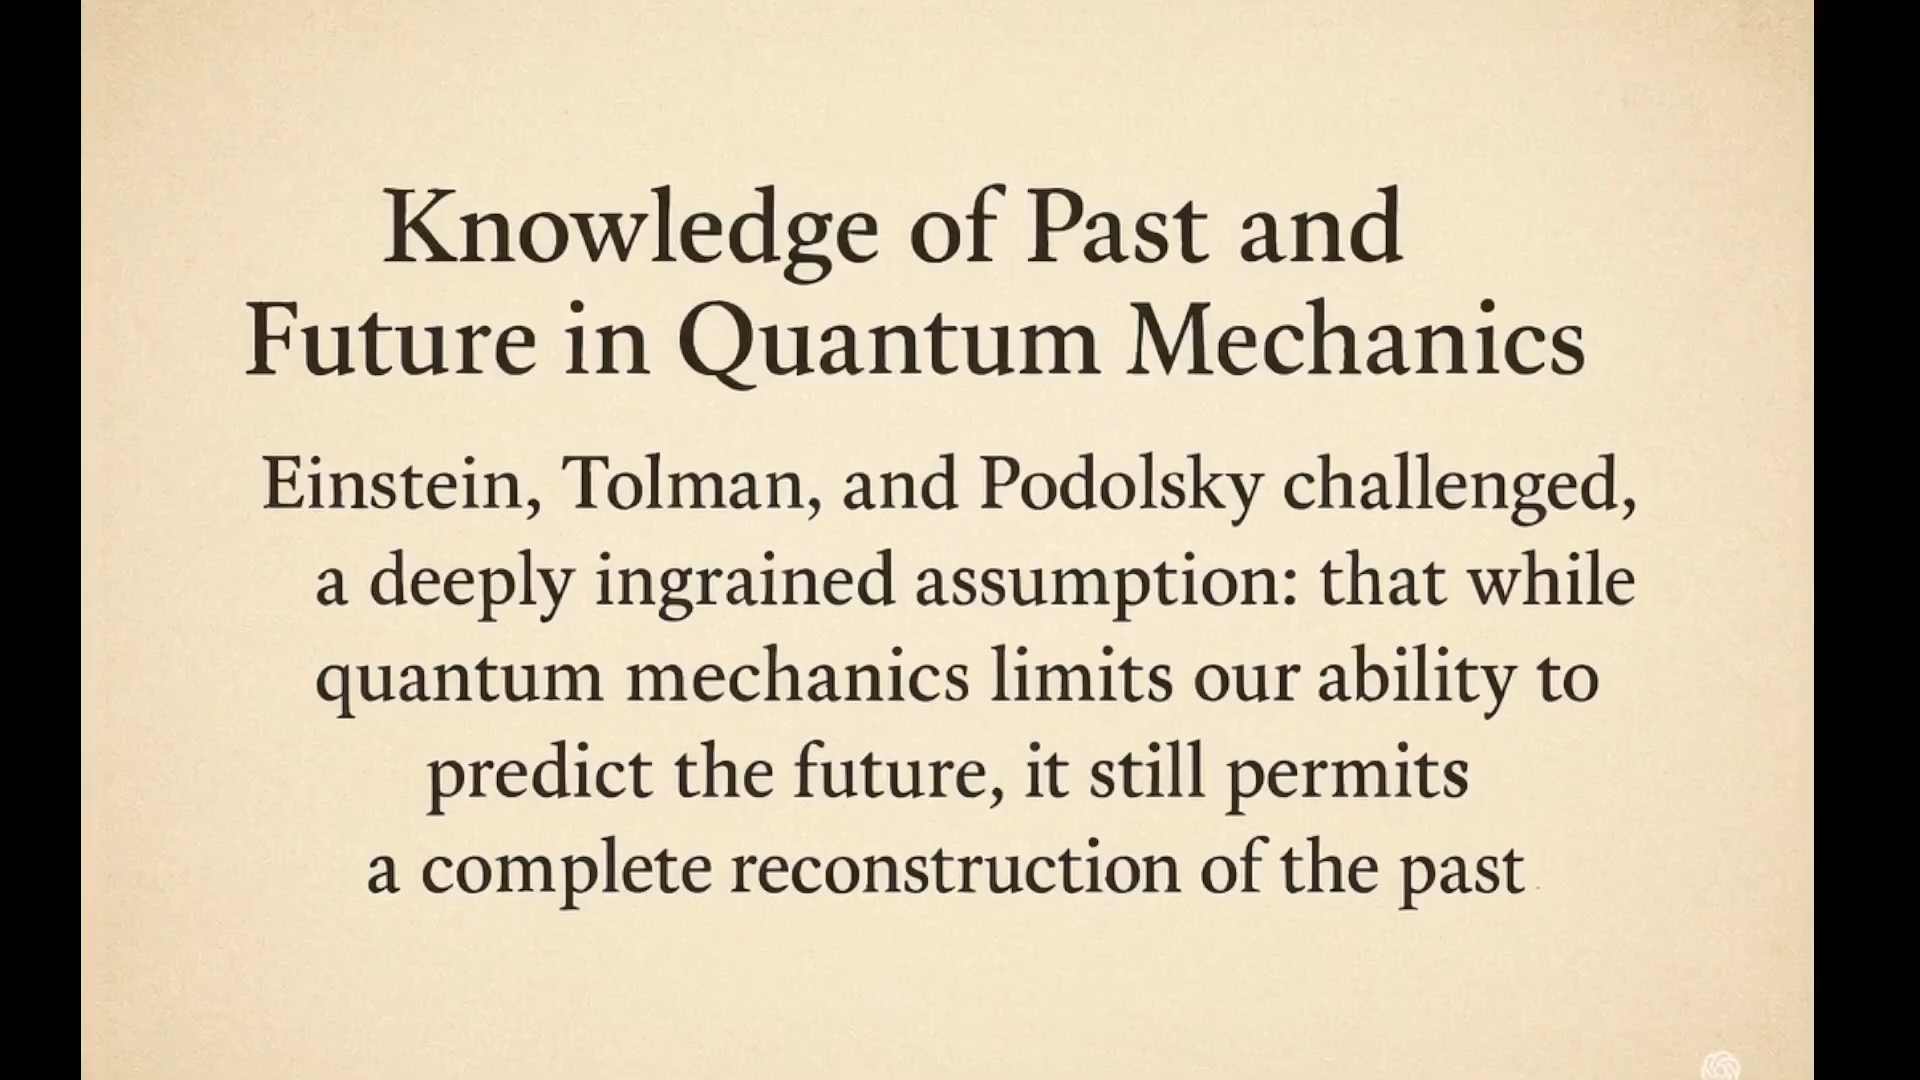 Knowledge of Past and
Future in Quantum Mechanics
Einstein, Tolman, and Podolsky challenged,
a deeply ingrained assumption: that while
quantum mechanics limits our ability to
predict the future, it still permits
a complete reconstruction of the past